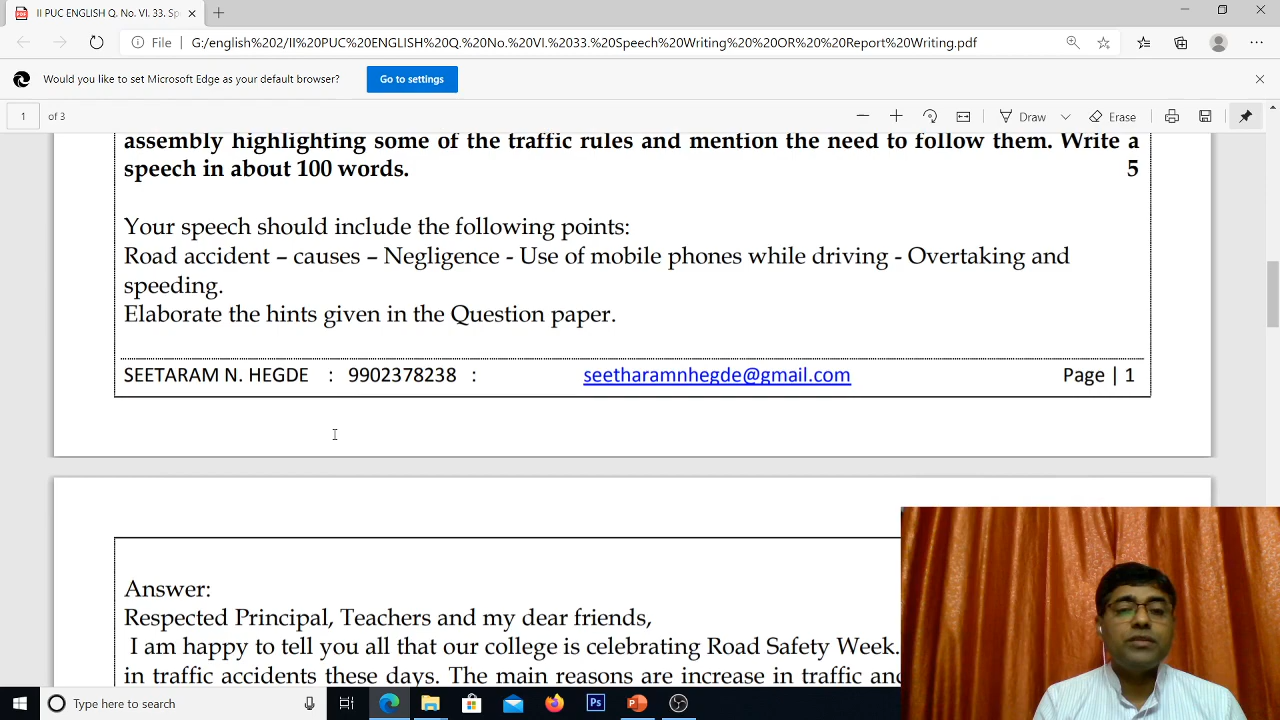 II PUC ENGLISH Q. No. VI. 33. Sp
File G:/english%202/II%20PUC%20ENGLISH%20Q.%20No.%20VI.%2033.%20Speech%20Writing%20%20OR%20%20Report%20Writing.pdf
Would you like to set Microsoft Edge as your default browser? Go to settings
1 of 3 Draw Erase
assembly highlighting some of the traffic rules and mention the need to follow them. Write a
speech in about 100 words. 5
Your speech should include the following points:
Road accident – causes – Negligence - Use of mobile phones while driving - Overtaking and
speeding.
Elaborate the hints given in the Question paper.
SEETARAM N. HEGDE : 9902378238 : seetharamnhegde@gmail.com Page | 1
Answer:
Respected Principal, Teachers and my dear friends,
I am happy to tell you all that our college is celebrating Road Safety Week.
in traffic accidents these days. The main reasons are increase in traffic and
Type here to search Ps